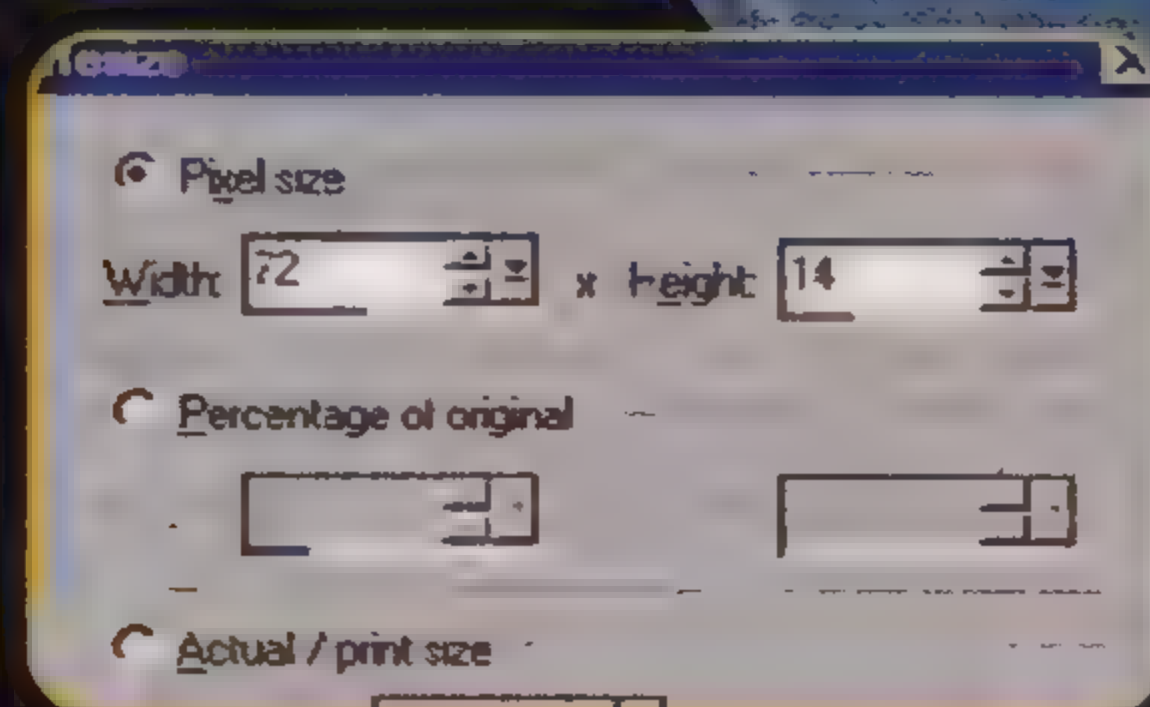 Pixel size
Width: 72 x Height: 14
Percentage of original
Actual / print size